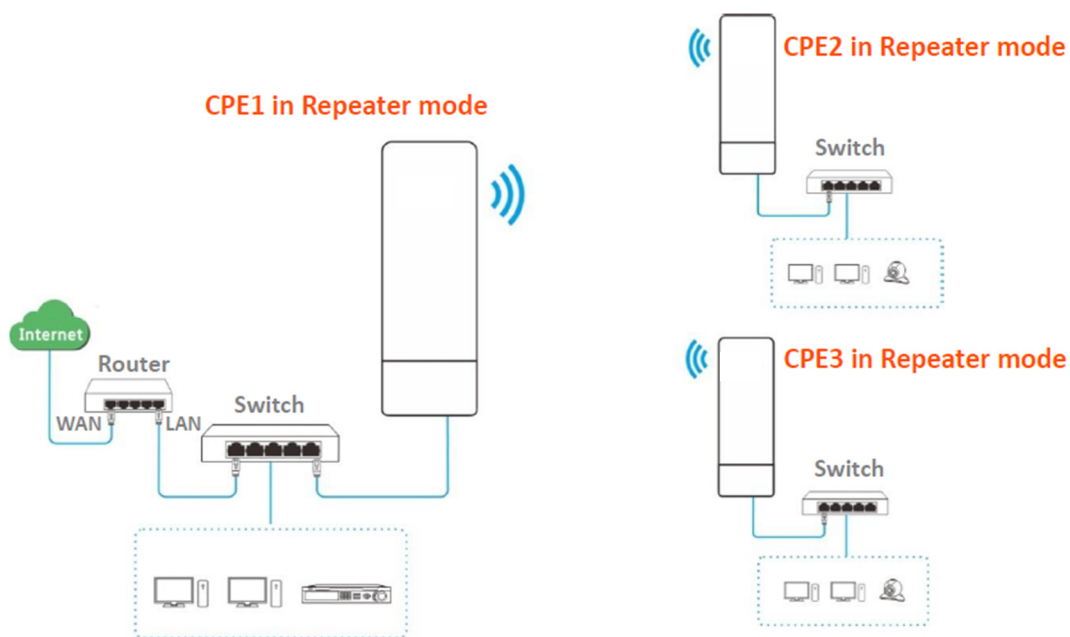 CPE1 in Repeater mode
Internet
Router
WAN
LAN
Switch
CPE2 in Repeater mode
Switch
CPE3 in Repeater mode
Switch